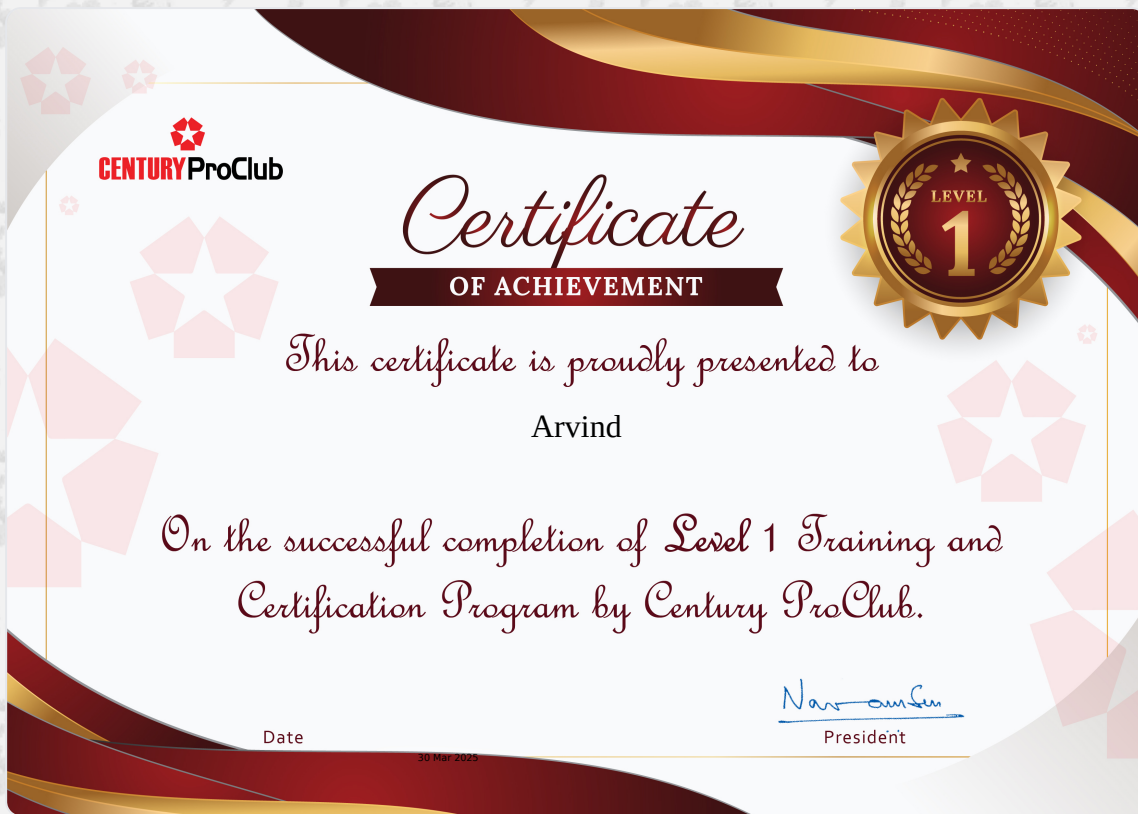 CENTURY ProClub
Certificate
OF ACHIEVEMENT
LEVEL
1
This certificate is proudly presented to
Arvind
On the successful completion of Level 1 Training and
Certification Program by Century ProClub.
Date
30 Mar 2025
President